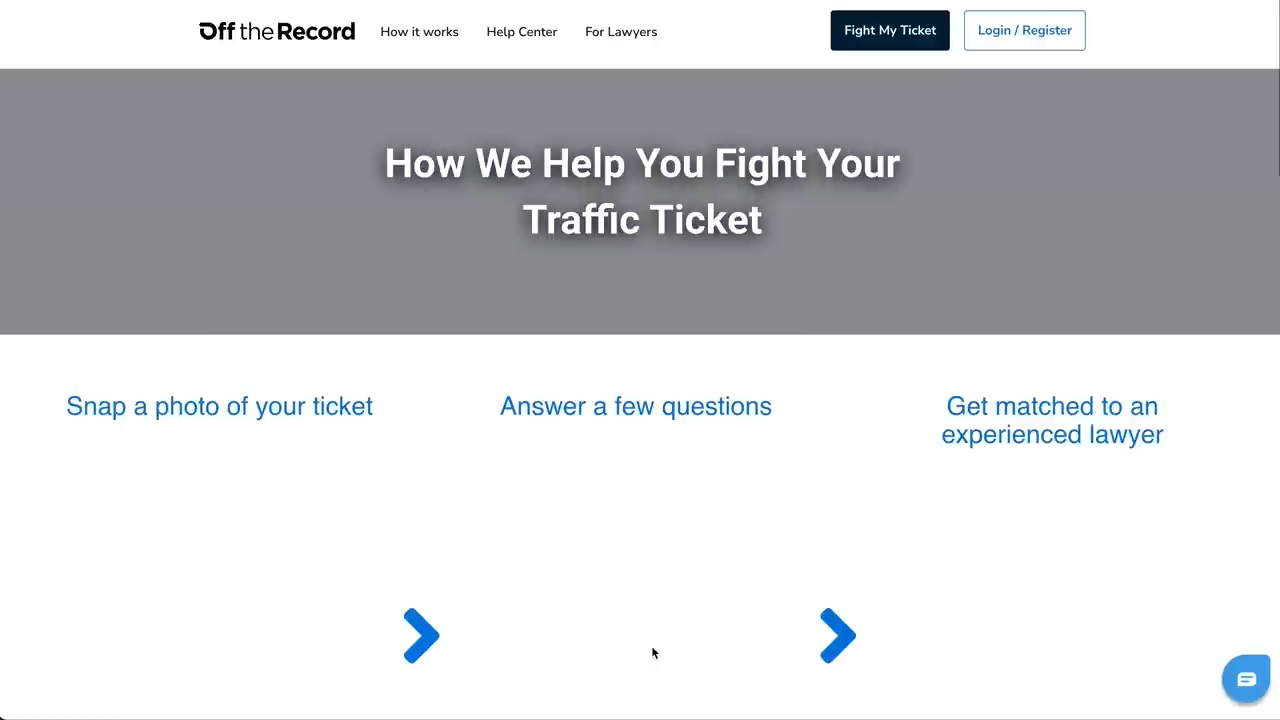 Off the Record
How it works
Help Center
For Lawyers
Fight My Ticket
Login / Register
How We Help You Fight Your
Traffic Ticket
Snap a photo of your ticket
Answer a few questions
Get matched to an
experienced lawyer